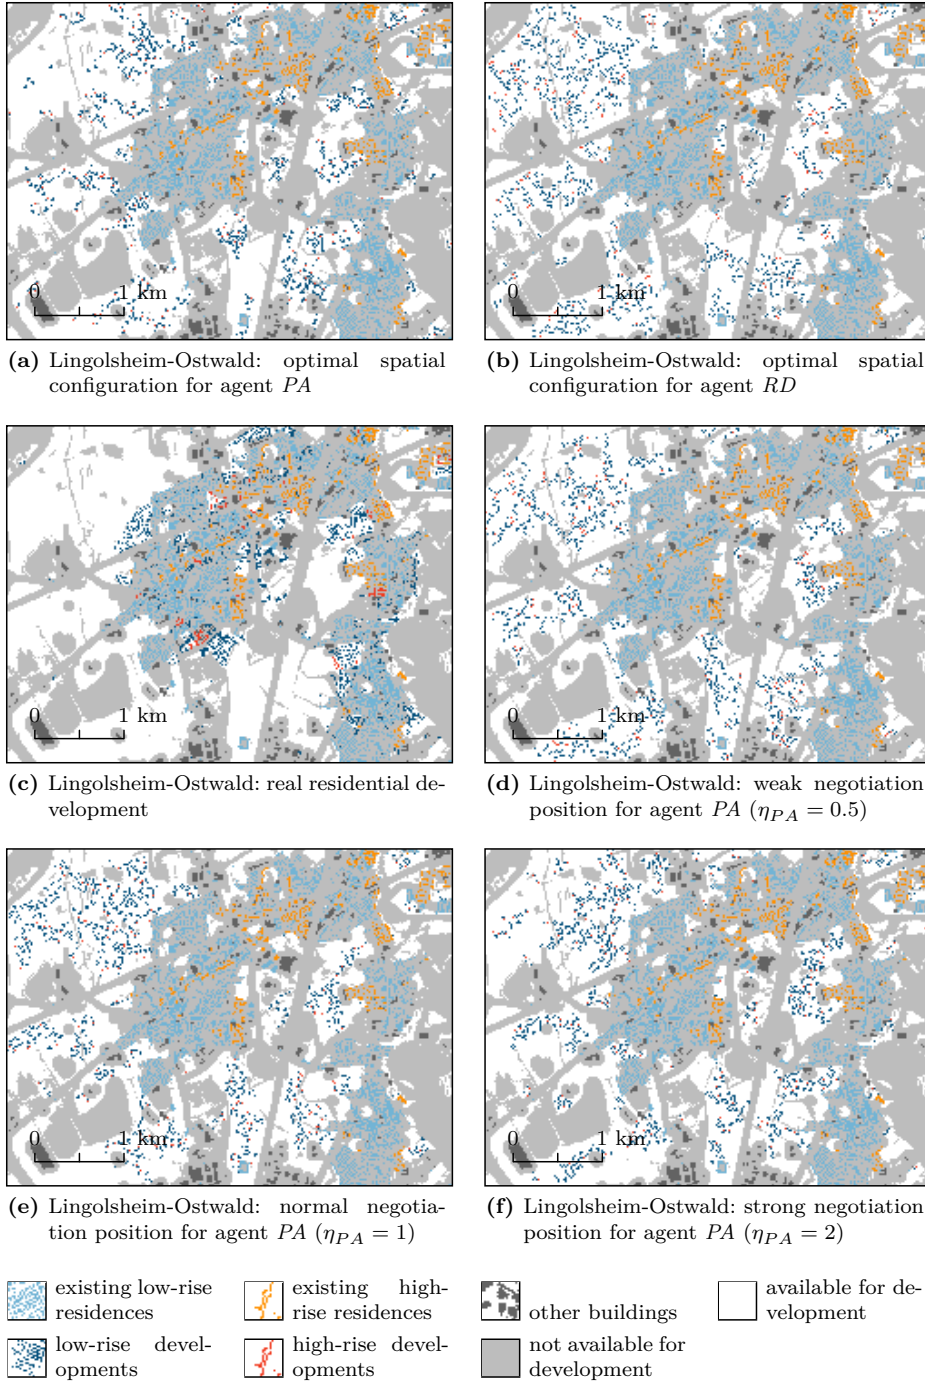 0 1 km
0 1 km
(a) Lingolsheim-Ostwald: optimal spatial
configuration for agent PA
(b) Lingolsheim-Ostwald: optimal spatial
configuration for agent RD
0 1 km
0 1 km
(c) Lingolsheim-Ostwald: real residential de-
velopment
(d) Lingolsheim-Ostwald: weak negotiation
position for agent PA (η_PA = 0.5)
0 1 km
0 1 km
(e) Lingolsheim-Ostwald: normal negotia-
tion position for agent PA (η_PA = 1)
(f) Lingolsheim-Ostwald: strong negotiation
position for agent PA (η_PA = 2)
existing low-rise
residences
existing high-
rise residences
other buildings
available for de-
velopment
low-rise devel-
opments
high-rise devel-
opments
not available for
development